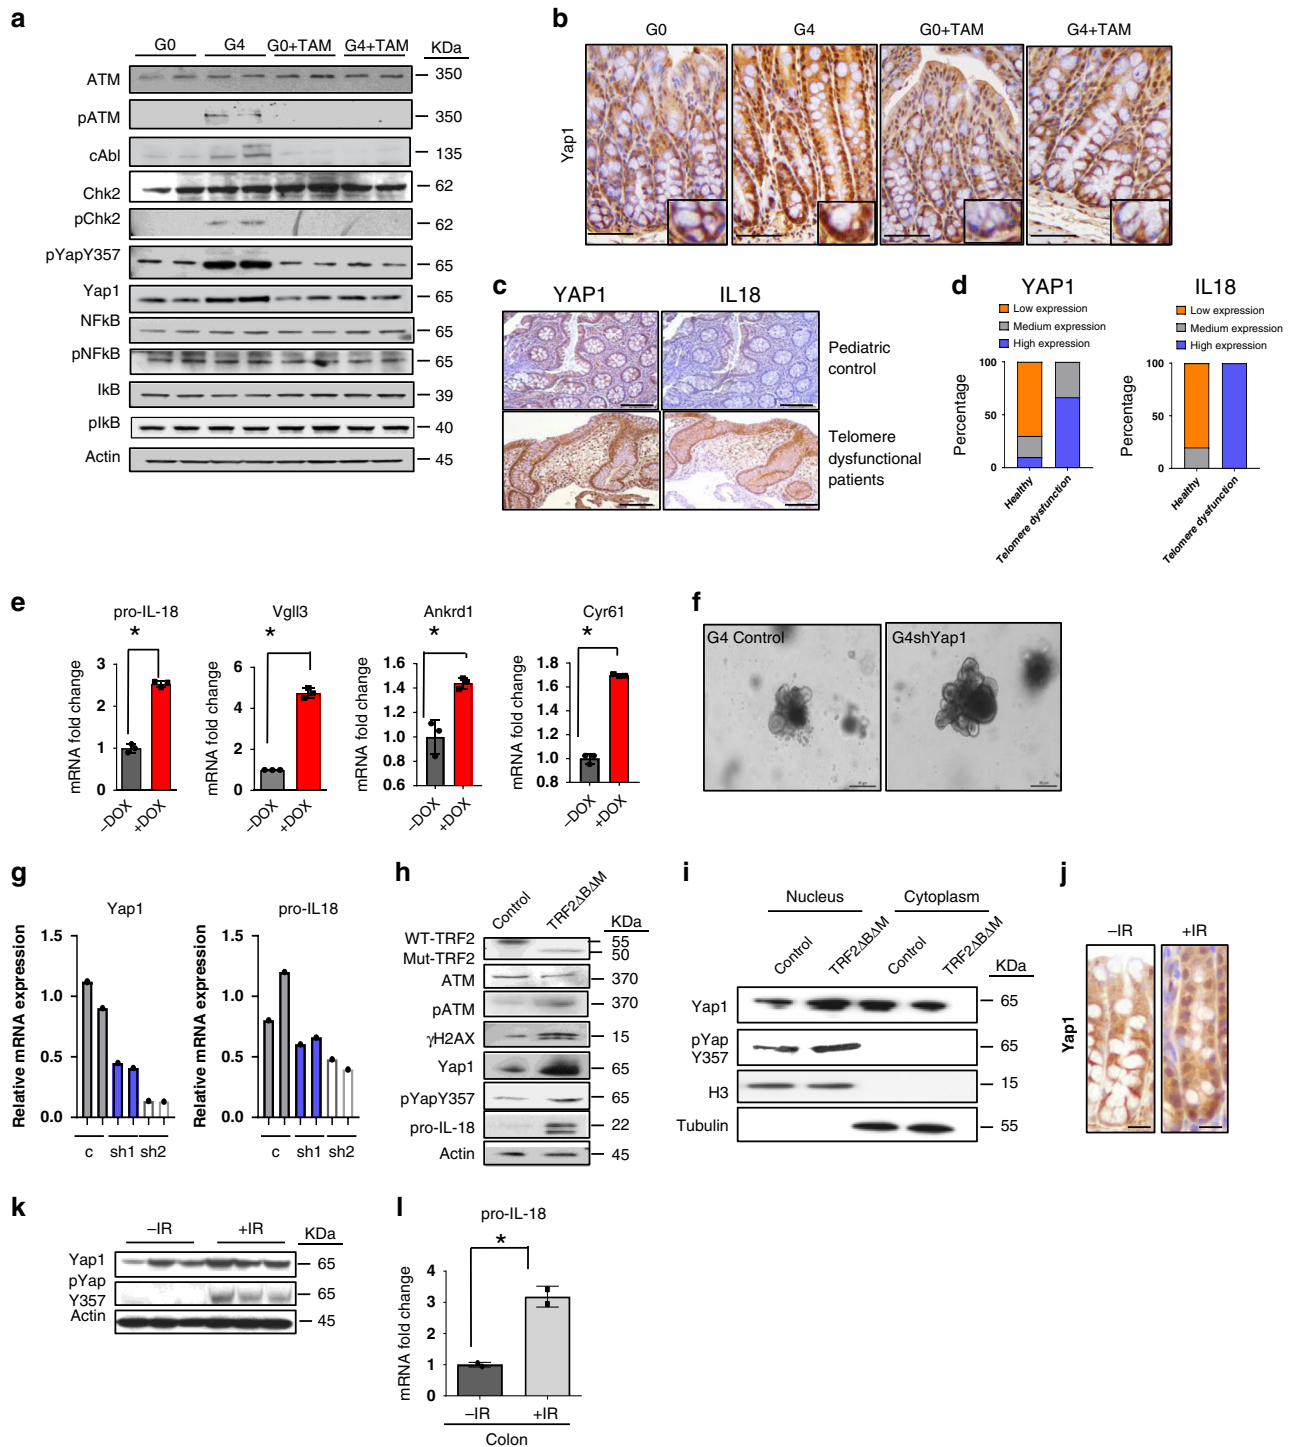 a
G0 G4 G0+TAM G4+TAM KDa
ATM 350
pATM 350
cAbl 135
Chk2 62
pChk2 62
pYapY357 65
Yap1 65
NFkB 65
pNFkB 65
IkB 39
pIkB 40
Actin 45
b
G0 G4 G0+TAM G4+TAM
Yap1
c
YAP1 IL18
Pediatric
control
Telomere
dysfunctional
patients
d
YAP1
Low expression
Medium expression
High expression
Percentage
100
50
0
Healthy
Telomere dysfunction
IL18
Low expression
Medium expression
High expression
Percentage
100
50
0
Healthy
Telomere dysfunction
e
pro-IL-18
*
mRNA fold change
3
2
1
0
–DOX
+DOX
Vgll3
*
mRNA fold change
6
4
2
0
–DOX
+DOX
Ankrd1
*
mRNA fold change
1.6
1.4
1.2
1.0
0.8
0.6
–DOX
+DOX
Cyr61
*
mRNA fold change
1.8
1.6
1.4
1.2
1.0
0.8
–DOX
+DOX
f
G4 Control
G4shYap1
g
Yap1
Relative mRNA expression
1.5
1.0
0.5
0.0
c sh1 sh2
pro-IL18
Relative mRNA expression
1.5
1.0
0.5
0.0
c sh1 sh2
h
Control
TRF2ΔBΔM
KDa
WT-TRF2 55
Mut-TRF2 50
ATM 370
pATM 370
γH2AX 15
Yap1 65
pYapY357 65
pro-IL-18 22
Actin 45
i
Nucleus Cytoplasm
Control
TRF2ΔBΔM
Control
TRF2ΔBΔM
KDa
Yap1 65
pYap
Y357
65
H3 15
Tubulin 55
j
–IR +IR
Yap1
k
–IR +IR KDa
Yap1 65
pYap
Y357
65
Actin 45
l
pro-IL-18
*
mRNA fold change
4
3
2
1
0
–IR +IR
Colon